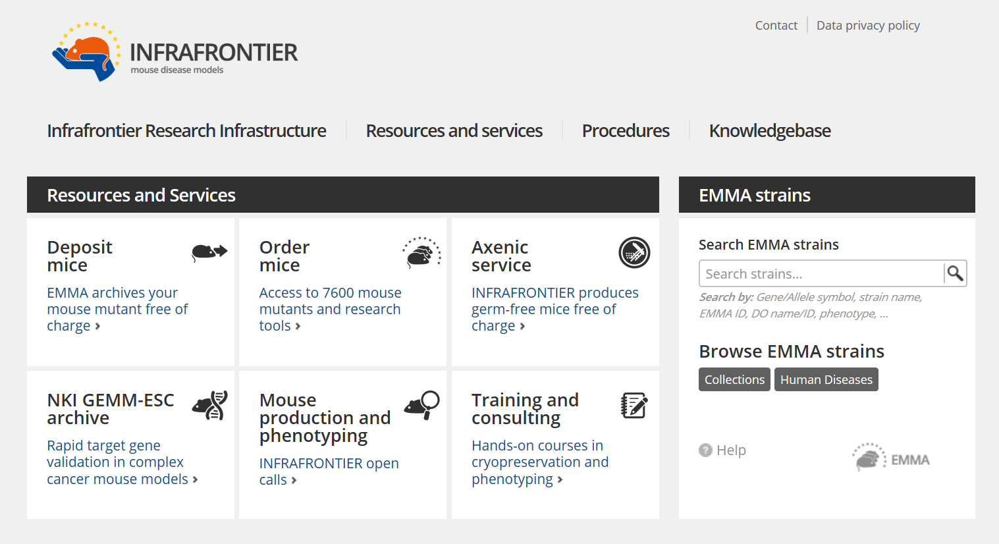 Contact
Data privacy policy
INFRAFRONTIER
mouse disease models
Infrafrontier Research Infrastructure
Resources and services
Procedures
Knowledgebase
Resources and Services
Deposit
mice
EMMA archives your
mouse mutant free of
charge
Order
mice
Access to 7600 mouse
mutants and research
tools
Axenic
service
INFRAFRONTIER produces
germ-free mice free of
charge
NKI GEMM-ESC
archive
Rapid target gene
validation in complex
cancer mouse models
Mouse
production and
phenotyping
INFRAFRONTIER open
calls
Training and
consulting
Hands-on courses in
cryopreservation and
phenotyping
EMMA strains
Search EMMA strains
Search strains...
Search by: Gene/Allele symbol, strain name,
EMMA ID, DO name/ID, phenotype, ...
Browse EMMA strains
Collections
Human Diseases
? Help
EMMA